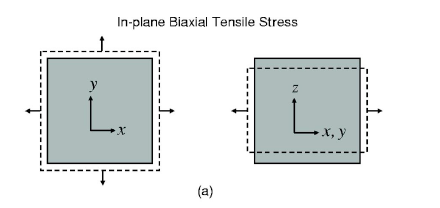 In-plane Biaxial Tensile Stress
y
x
z
x, y
(a)